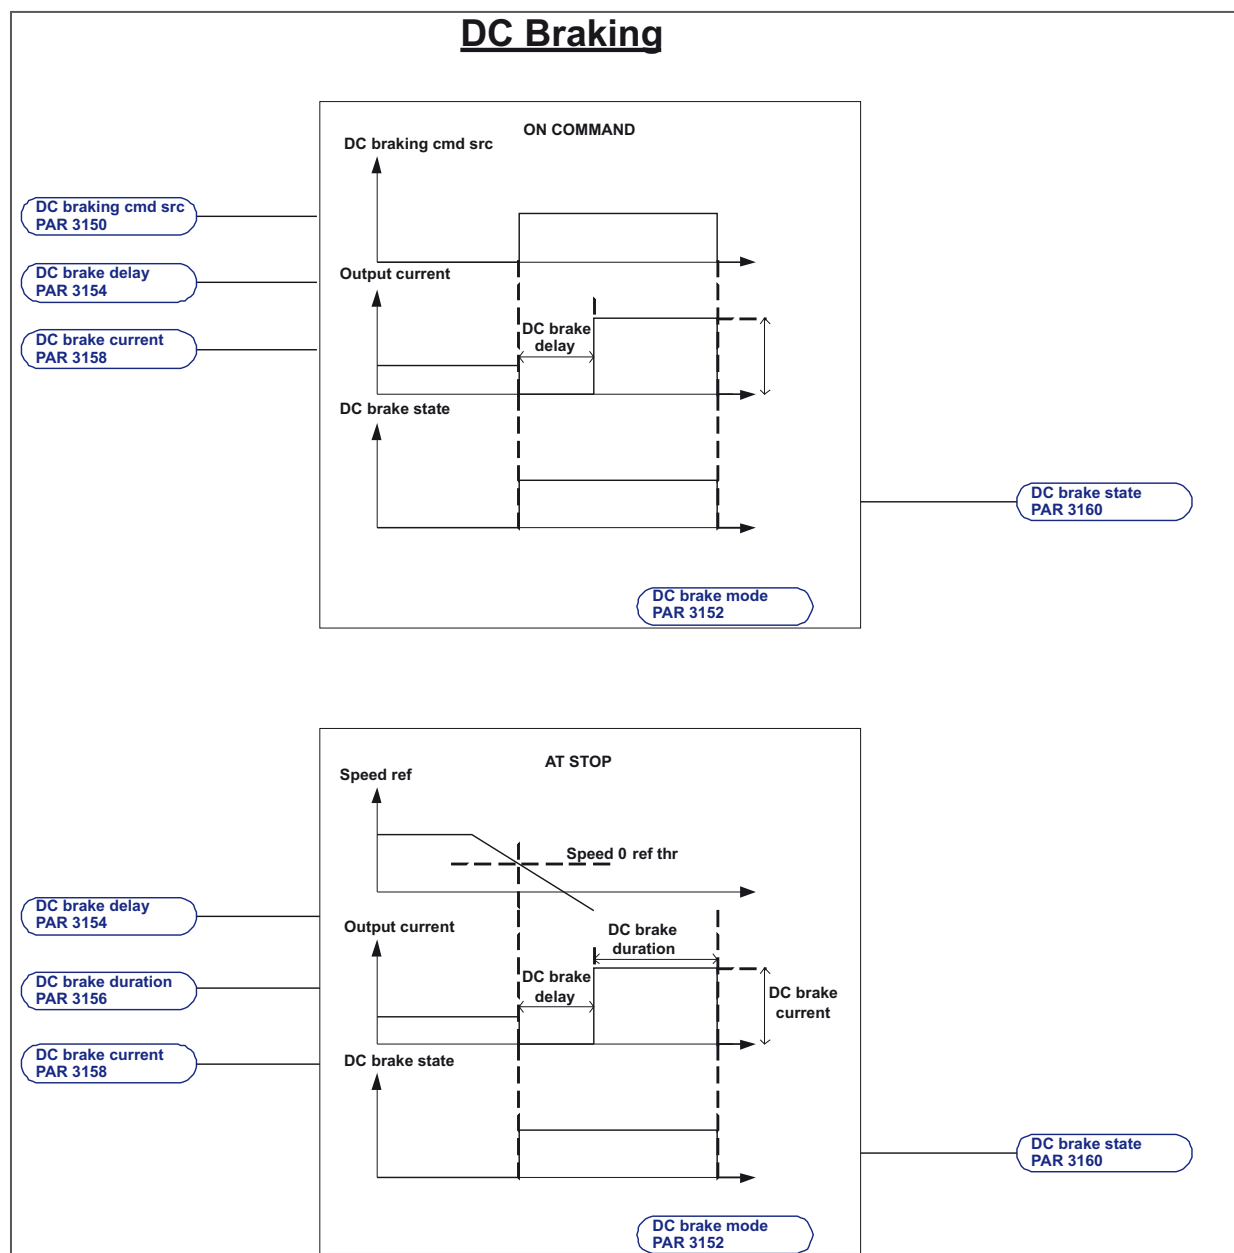 DC Braking
ON COMMAND
DC braking cmd src
DC braking cmd src
PAR 3150
DC brake delay
PAR 3154
Output current
DC brake current
PAR 3158
DC brake
delay
DC brake state
DC brake state
PAR 3160
DC brake mode
PAR 3152
AT STOP
Speed ref
Speed 0 ref thr
DC brake delay
PAR 3154
Output current
DC brake
duration
DC brake duration
PAR 3156
DC brake
delay
DC brake
current
DC brake current
PAR 3158
DC brake state
DC brake state
PAR 3160
DC brake mode
PAR 3152